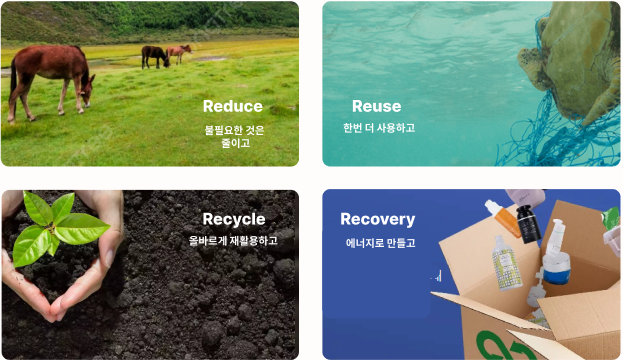 Reduce
불필요한 것은
줄이고
Reuse
한번 더 사용하고
Recycle
올바르게 재활용하고
Recovery
에너지로 만들고